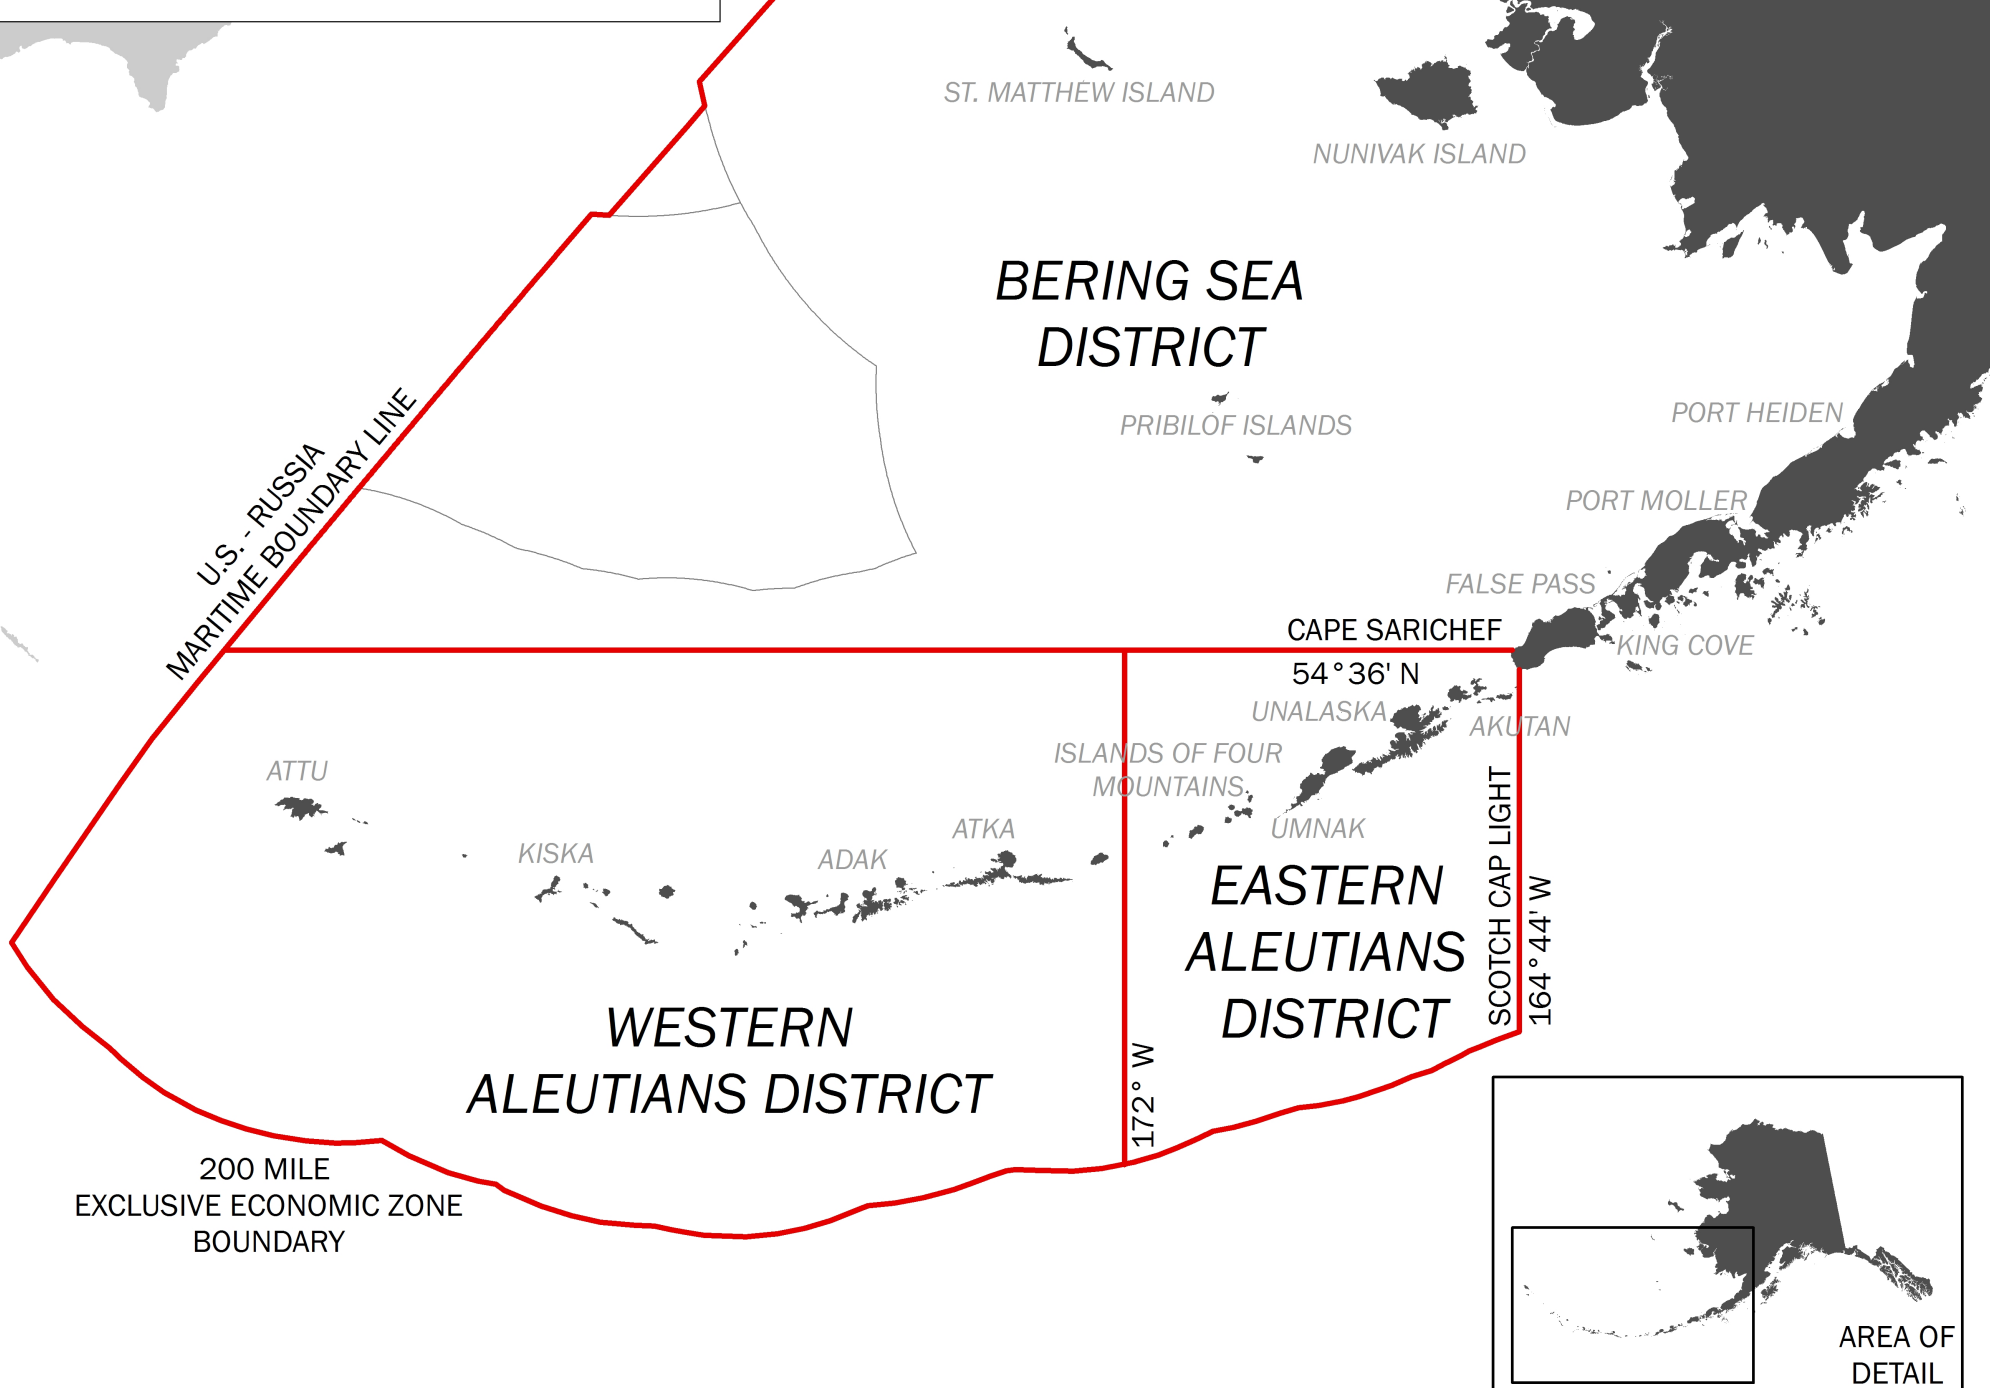 ST. MATTHEW ISLAND
NUNIVAK ISLAND
BERING SEA
DISTRICT
PRIBILOF ISLANDS
PORT HEIDEN
PORT MOLLER
FALSE PASS
KING COVE
U.S. - RUSSIA
MARITIME BOUNDARY LINE
CAPE SARICHEF
54°36' N
UNALASKA
AKUTAN
ISLANDS OF FOUR
MOUNTAINS
UMNAK
ATTU
KISKA
ADAK
ATKA
EASTERN
ALEUTIANS
DISTRICT
SCOTCH CAP LIGHT
164°44' W
WESTERN
ALEUTIANS DISTRICT
172° W
200 MILE
EXCLUSIVE ECONOMIC ZONE
BOUNDARY
AREA OF
DETAIL